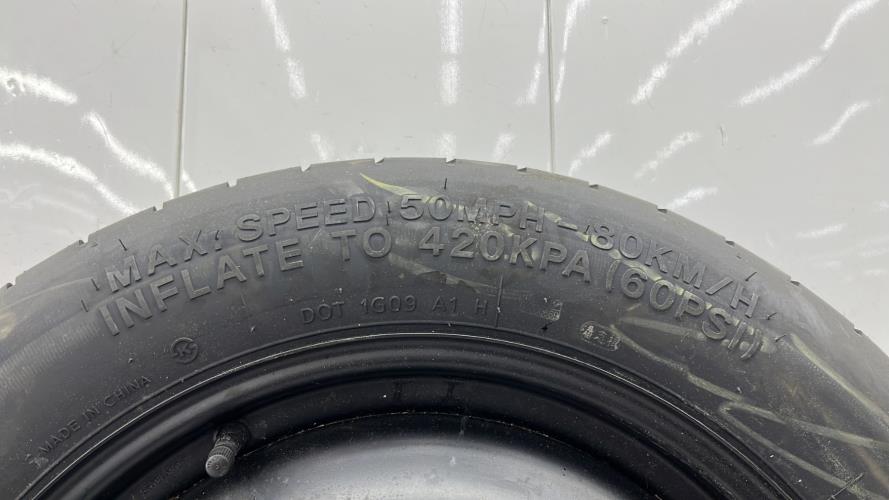 MAX. SPEED 50MPH - 80KM/H
INFLATE TO 420KPA (60PSI)
DOT 1G09 A1 H
MADE IN CHINA